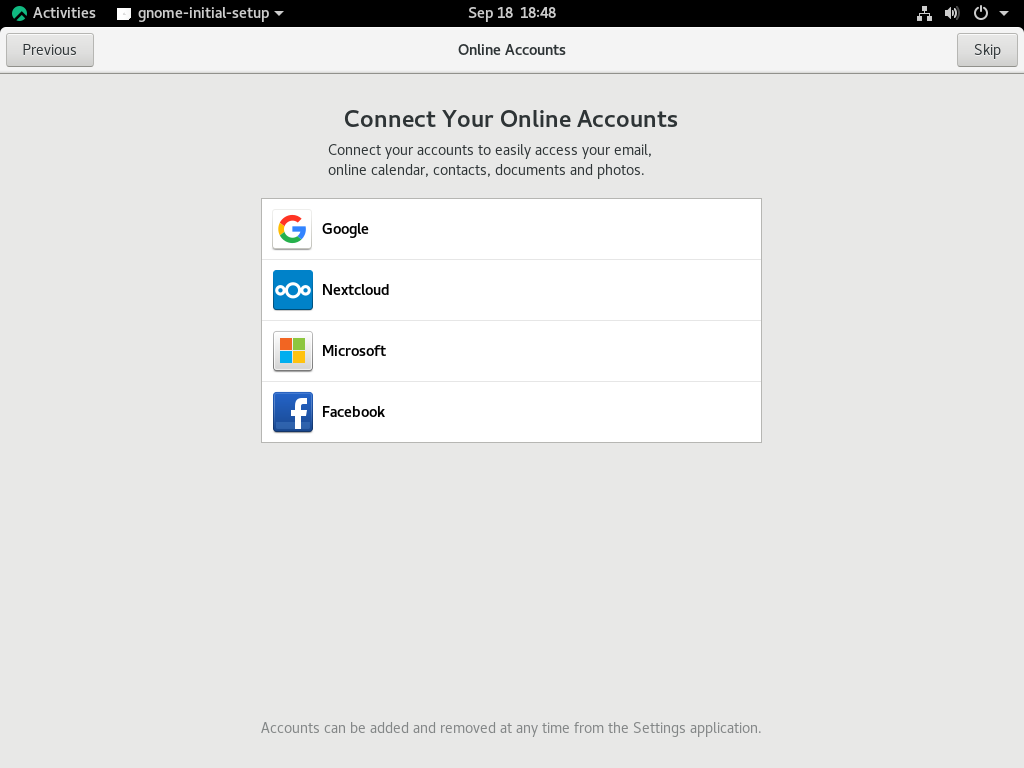 Activities gnome-initial-setup Sep 18 18:48
Previous Online Accounts Skip
Connect Your Online Accounts
Connect your accounts to easily access your email,
online calendar, contacts, documents and photos.
Google
Nextcloud
Microsoft
Facebook
Accounts can be added and removed at any time from the Settings application.